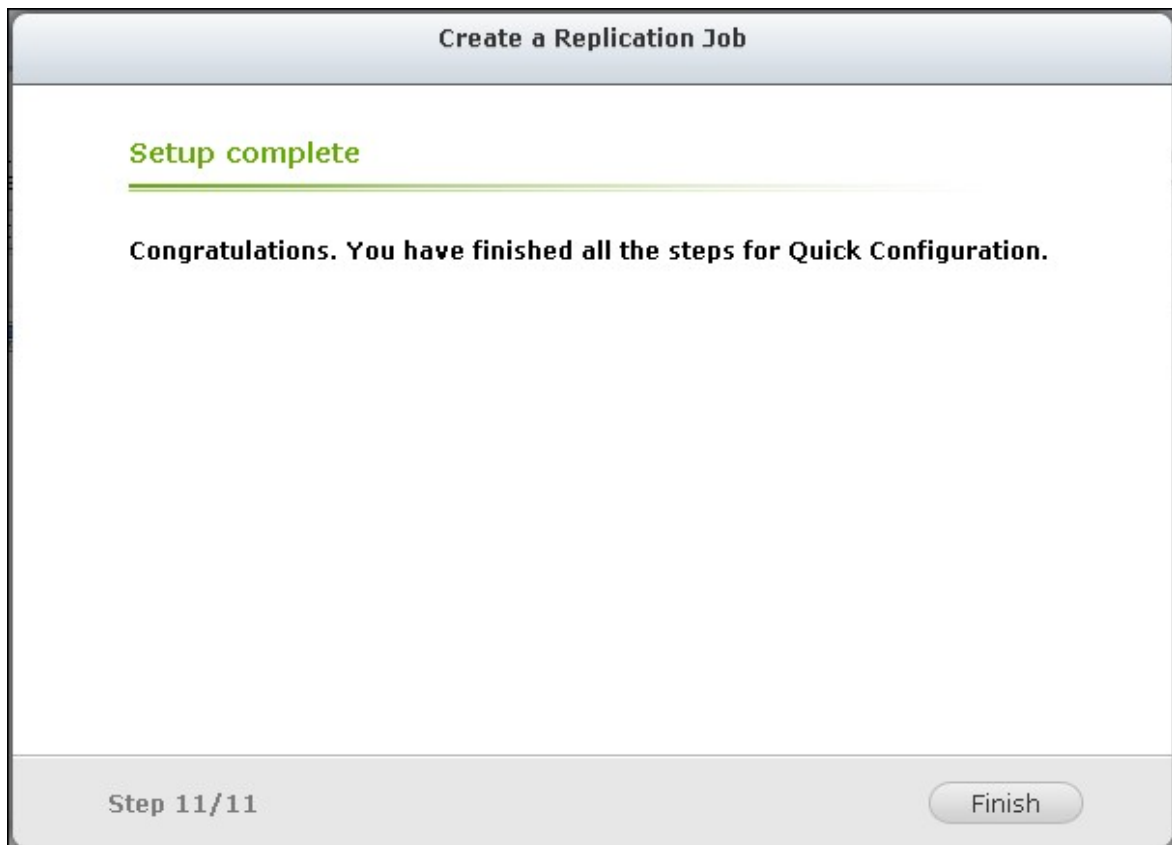 Create a Replication Job
Setup complete
Congratulations. You have finished all the steps for Quick Configuration.
Step 11/11
Finish